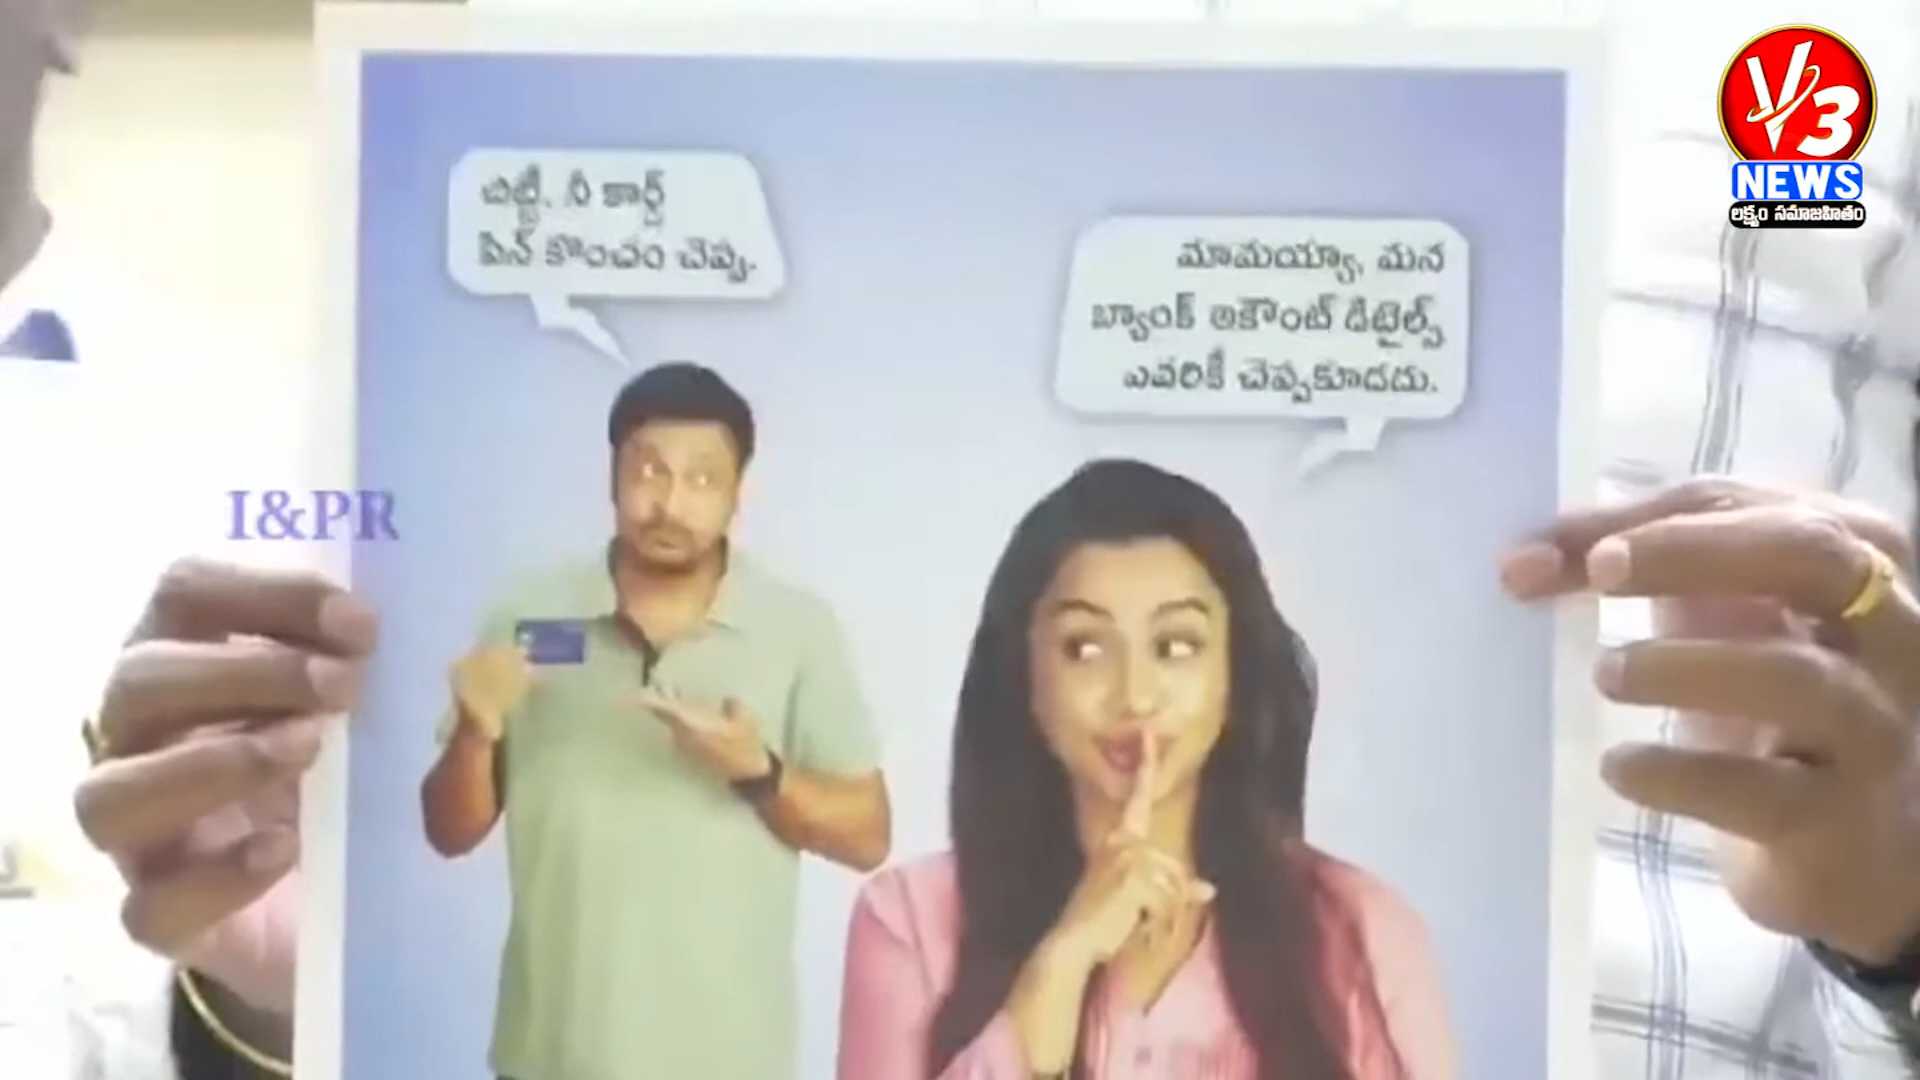 చిట్టీ, నీ కార్డ్
పిన్ కొంచం చెప్పు.
మామయ్యా, మన
బ్యాంక్ అకౌంట్ డీటైల్స్
ఎవరికీ చెప్పకూడదు.
I&PR
V3
NEWS
లక్ష్యం సమాజహితం